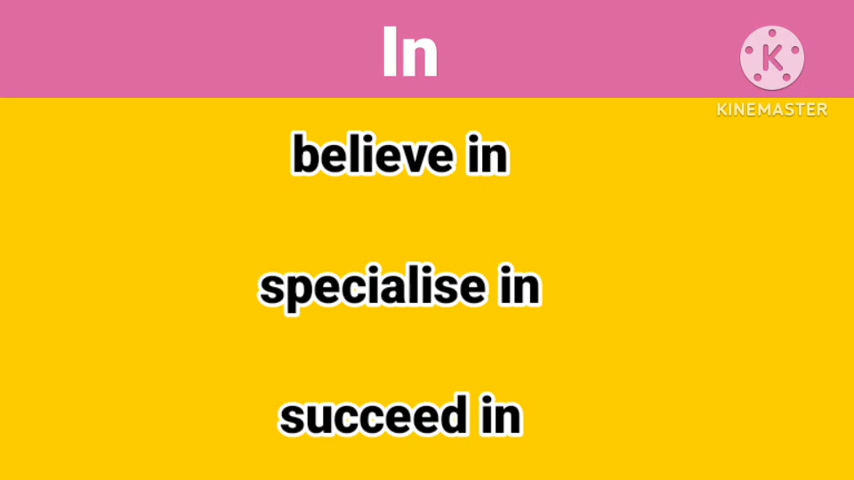 In
K
KINEMASTER
believe in
specialise in
succeed in